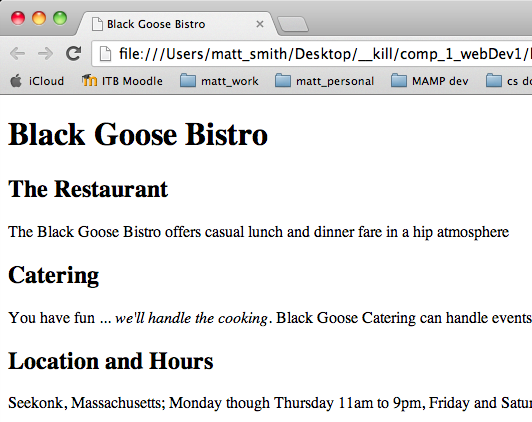 Black Goose Bistro
file:///Users/matt_smith/Desktop/__kill/comp_1_webDev1/
iCloud ITB Moodle matt_work matt_personal MAMP dev cs do
Black Goose Bistro
The Restaurant
The Black Goose Bistro offers casual lunch and dinner fare in a hip atmosphere
Catering
You have fun ... we'll handle the cooking. Black Goose Catering can handle events
Location and Hours
Seekonk, Massachusetts; Monday though Thursday 11am to 9pm, Friday and Satur